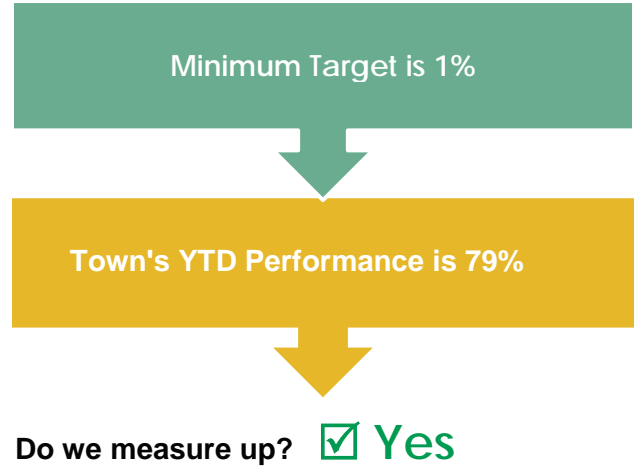 Minimum Target is 1%
Town's YTD Performance is 79%
Do we measure up? ☑ Yes